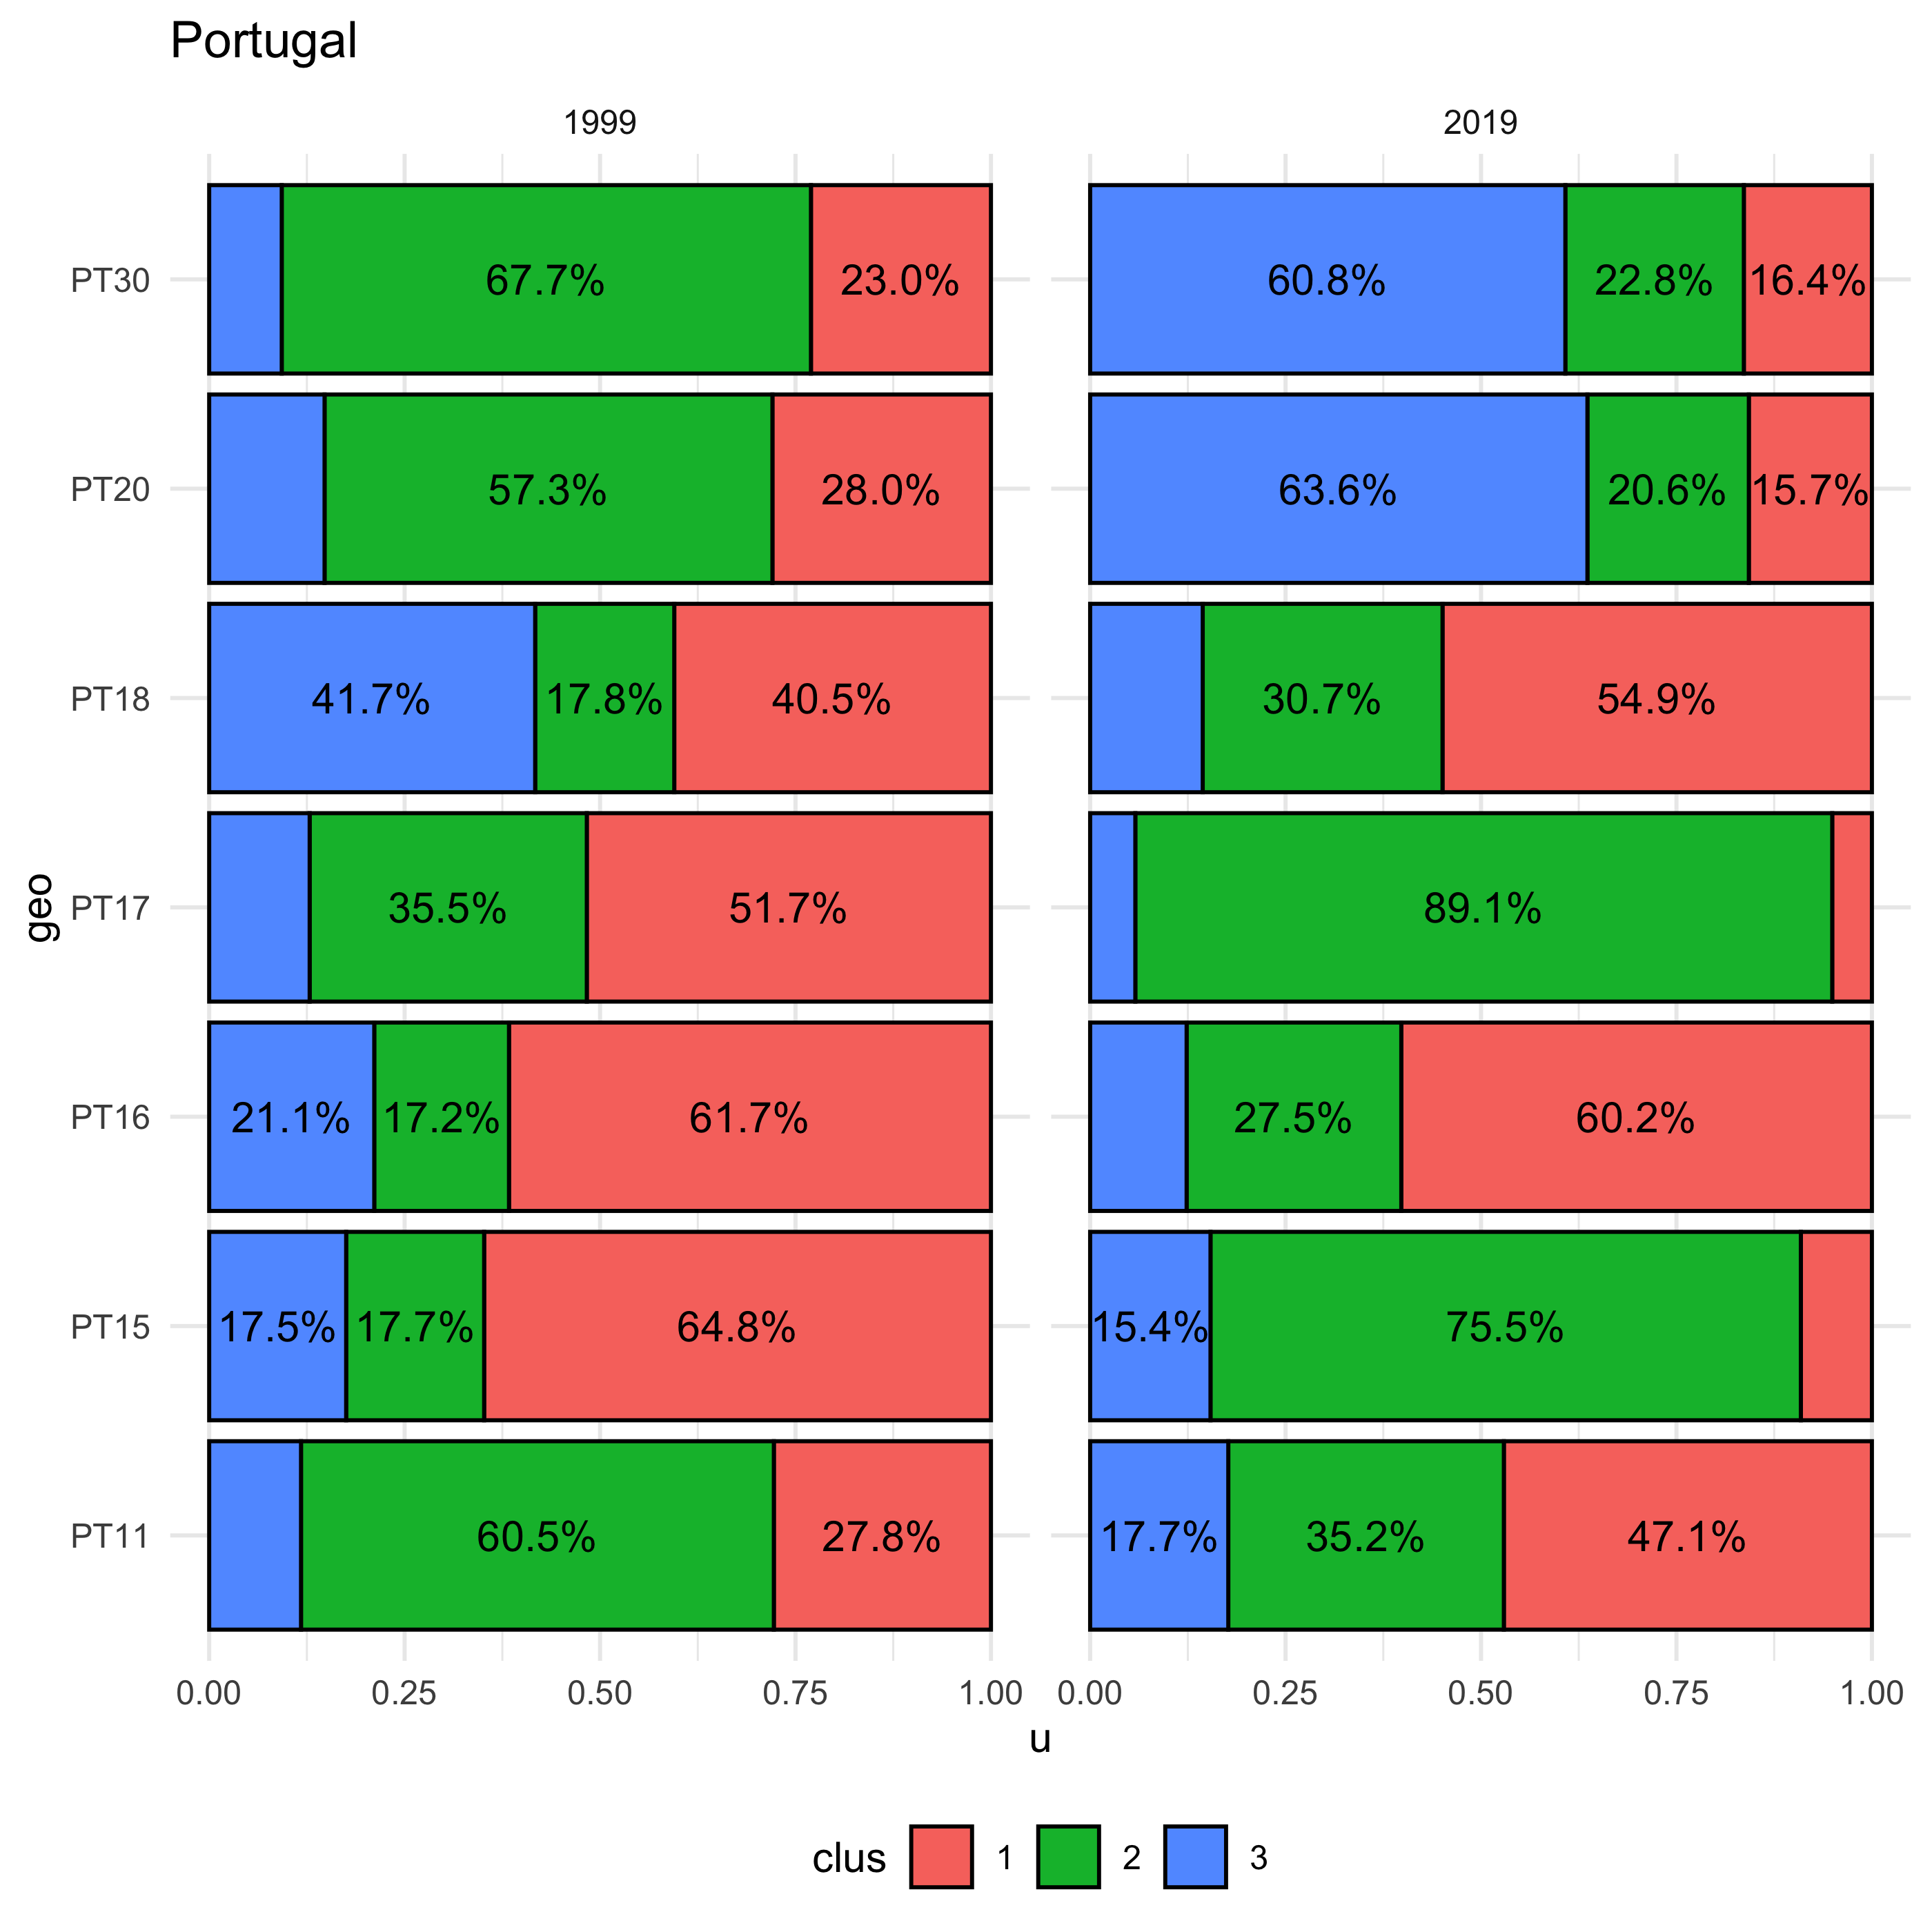 Portugal
1999 2019
PT30 67.7% 23.0% 60.8% 22.8% 16.4%
PT20 57.3% 28.0% 63.6% 20.6% 15.7%
PT18 41.7% 17.8% 40.5% 30.7% 54.9%
geo
PT17 35.5% 51.7% 89.1%
PT16 21.1% 17.2% 61.7% 27.5% 60.2%
PT15 17.5% 17.7% 64.8% 15.4% 75.5%
PT11 60.5% 27.8% 17.7% 35.2% 47.1%
0.00 0.25 0.50 0.75 1.00 0.00 0.25 0.50 0.75 1.00
u
clus 1 2 3